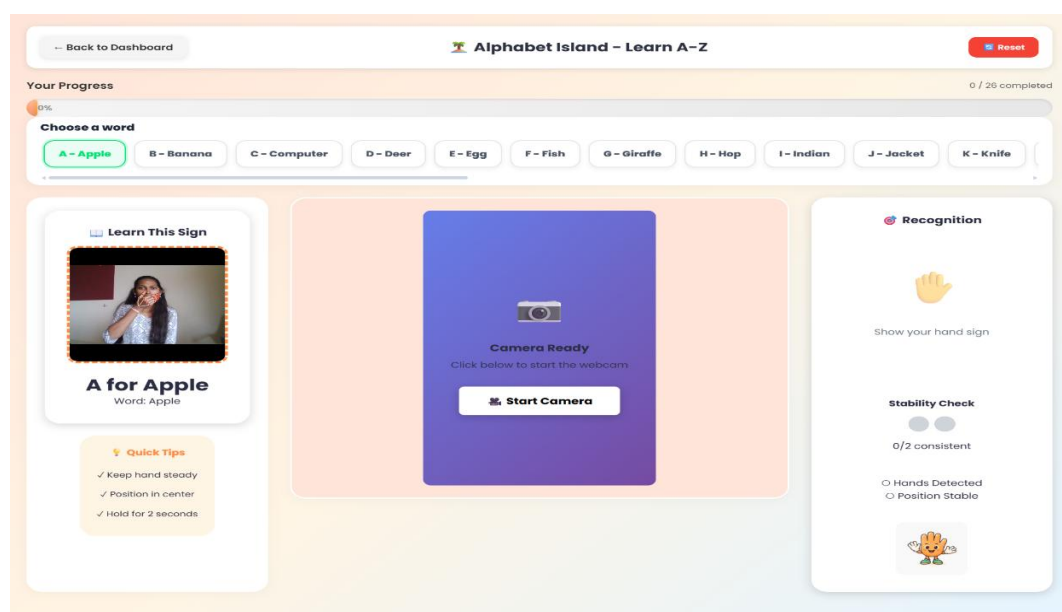 ← Back to Dashboard
Alphabet Island – Learn A-Z
Reset
Your Progress
0 / 26 completed
0%
Choose a word
A – Apple
B – Banana
C – Computer
D – Deer
E – Egg
F – Fish
G – Giraffe
H – Hop
I – Indian
J – Jacket
K – Knife
Learn This Sign
A for Apple
Word: Apple
Quick Tips
✓ Keep hand steady
✓ Position in center
✓ Hold for 2 seconds
Camera Ready
Click below to start the webcam
Start Camera
Recognition
Show your hand sign
Stability Check
0/2 consistent
Hands Detected
Position Stable